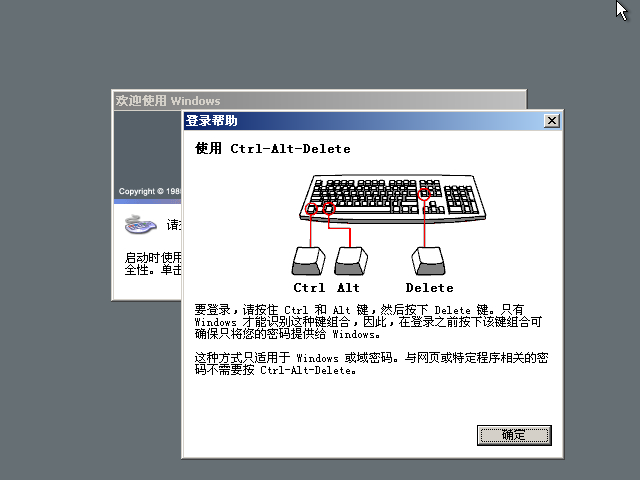 欢迎使用 Windows
登录帮助
使用 Ctrl-Alt-Delete
Copyright © 198
启动时使用
全性。单击
Ctrl Alt Delete
要登录，请按住 Ctrl 和 Alt 键，然后按下 Delete 键。只有
Windows 才能识别这种键组合，因此，在登录之前按下该键组合可
确保只将您的密码提供给 Windows。
这种方式只适用于 Windows 或域密码。与网页或特定程序相关的密
码不需要按 Ctrl-Alt-Delete。
确定